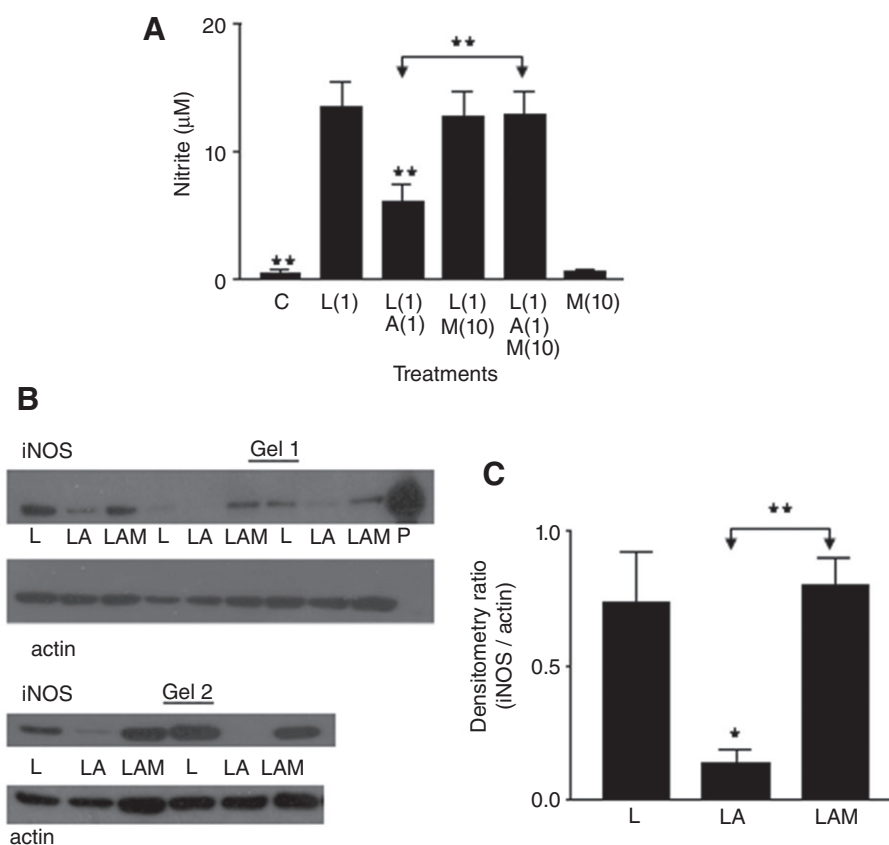 A
20
**
Nitrite (μM)
10
**
**
0
C L(1) L(1) L(1) L(1) M(10)
A(1) M(10) A(1)
M(10)
Treatments
B
iNOS Gel 1
L LA LAM L LA LAM L LA LAM P
actin
iNOS Gel 2
L LA LAM L LA LAM
actin
C
**
1.0
Densitometry ratio
(iNOS / actin)
0.5
*
0.0
L LA LAM